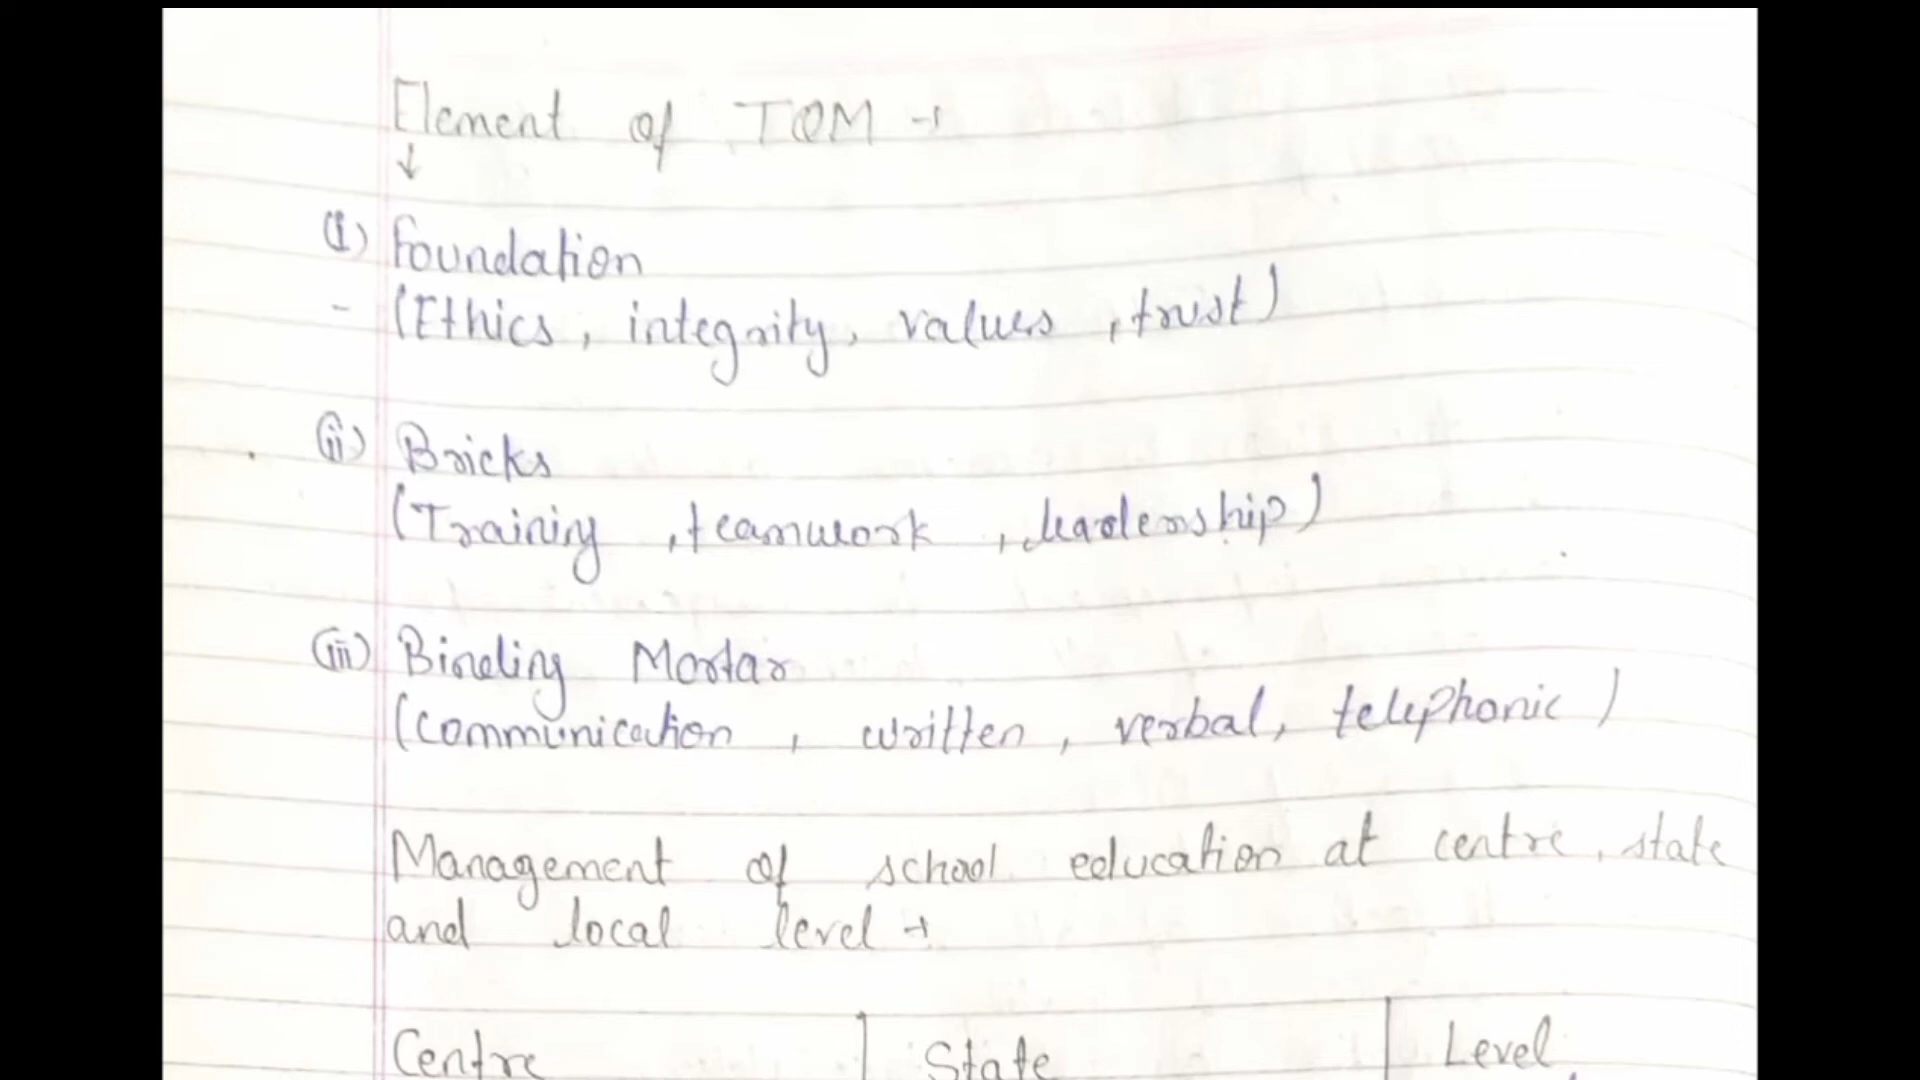 Element of TQM →
↓
(i) Foundation
- (Ethics, integrity, values, trust)
(ii) Bricks
(Training, teamwork, leadership)
(iii) Binding Mortar
(communication, written, verbal, telephonic)
Management of school education at centre, state
and local level →
Centre | State | Level